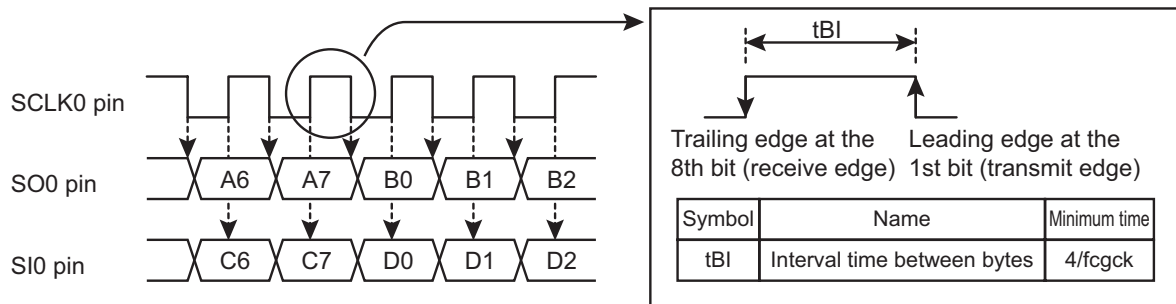 SCLK0 pin
SO0 pin
A6 A7 B0 B1 B2
SI0 pin
C6 C7 D0 D1 D2
tBI
Trailing edge at the
8th bit (receive edge)
Leading edge at the
1st bit (transmit edge)
Symbol Name Minimum time
tBI Interval time between bytes 4/fcgck